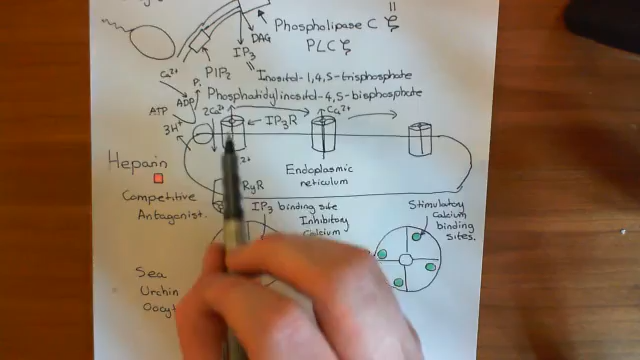 ζ
=
Phospholipase C
DAG
PLC ζ
IP3
=
Ca2+
PIP2
Inositol-1,4,5-trisphosphate
Pi
Phosphatidylinositol-4,5-bisphosphate
ADP
ATP
2Ca2+
Ca2+
3H+
IP3R
Heparin
2+
Endoplasmic
reticulum
Competitive
Antagonist.
RyR
IP3 binding site
Inhibitory
Calcium
Stimulatory
Calcium
binding
sites.
Sea
Urchin